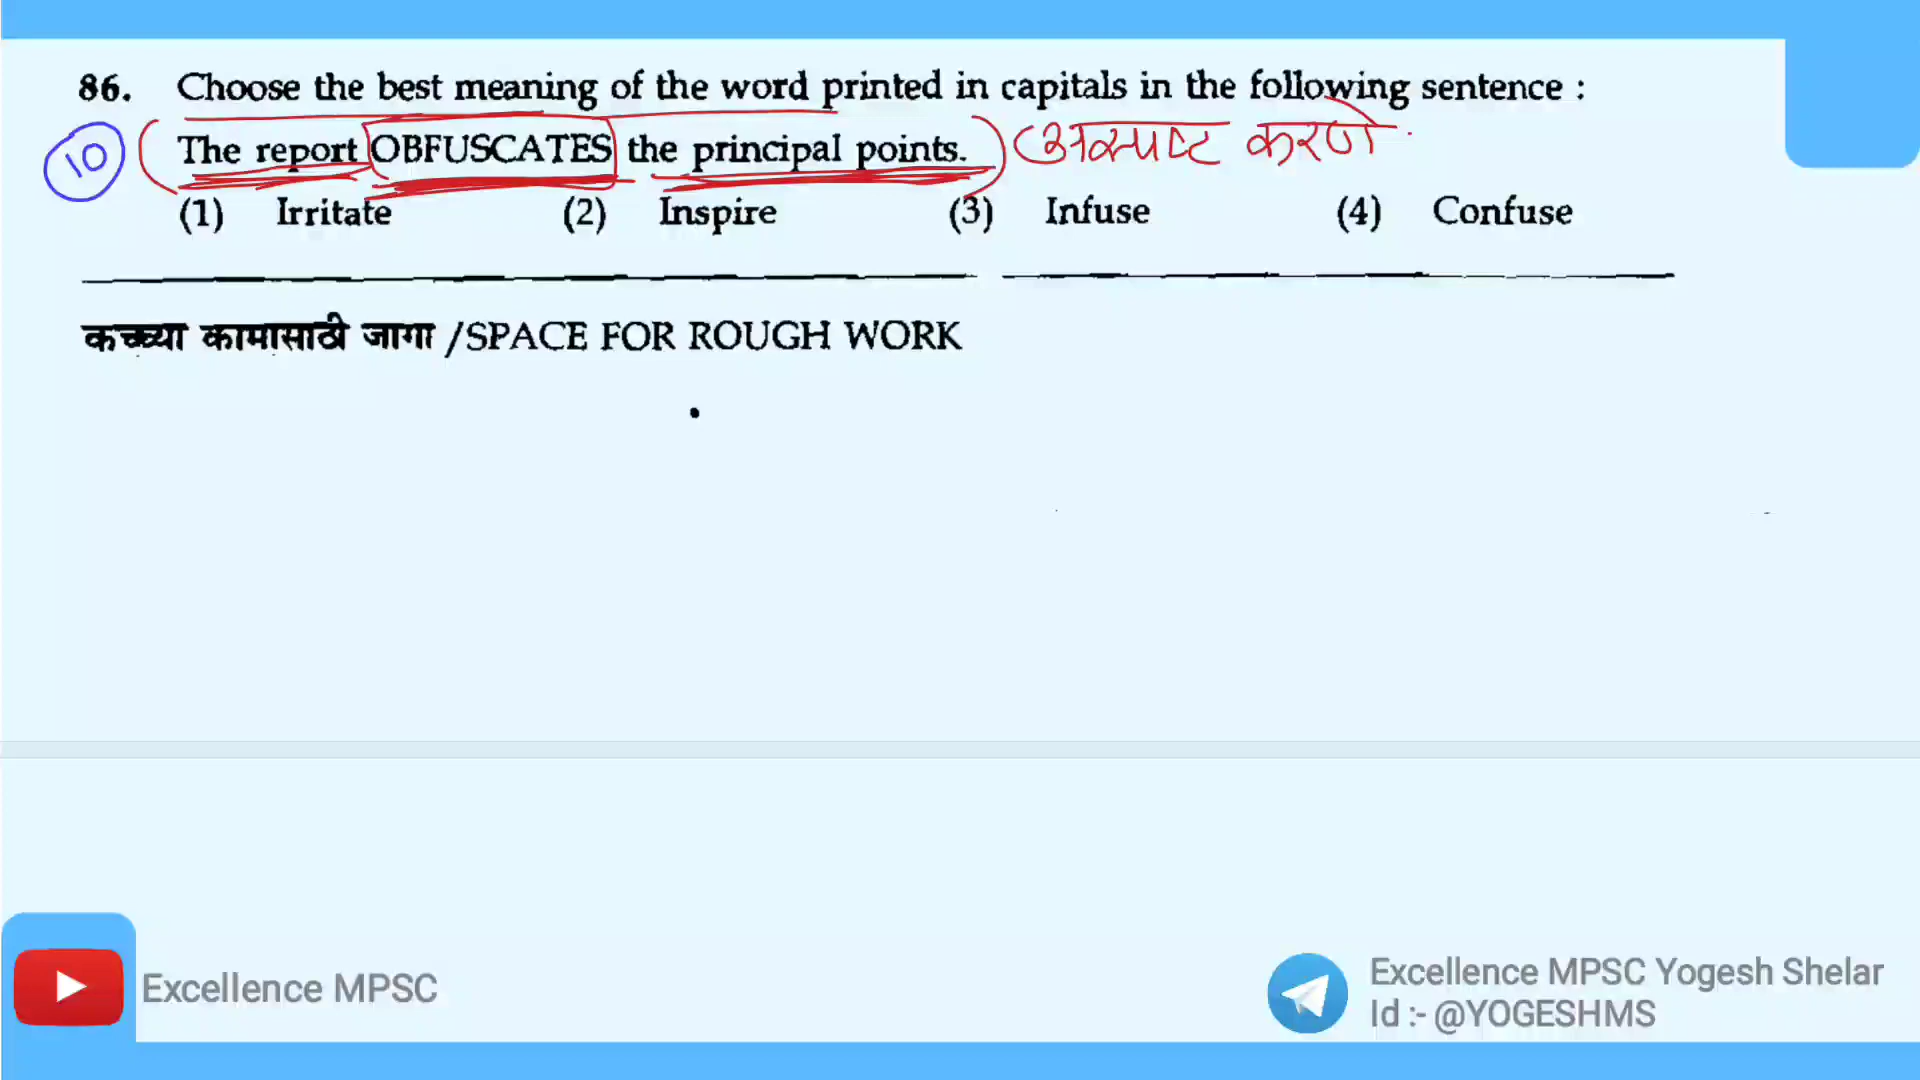 86. Choose the best meaning of the word printed in capitals in the following sentence :
10 (The report OBFUSCATES the principal points.) (अस्पष्ट करणे
(1) Irritate (2) Inspire (3) Infuse (4) Confuse
कच्च्या कामासाठी जागा /SPACE FOR ROUGH WORK
Excellence MPSC
Excellence MPSC Yogesh Shelar
Id :- @YOGESHMS